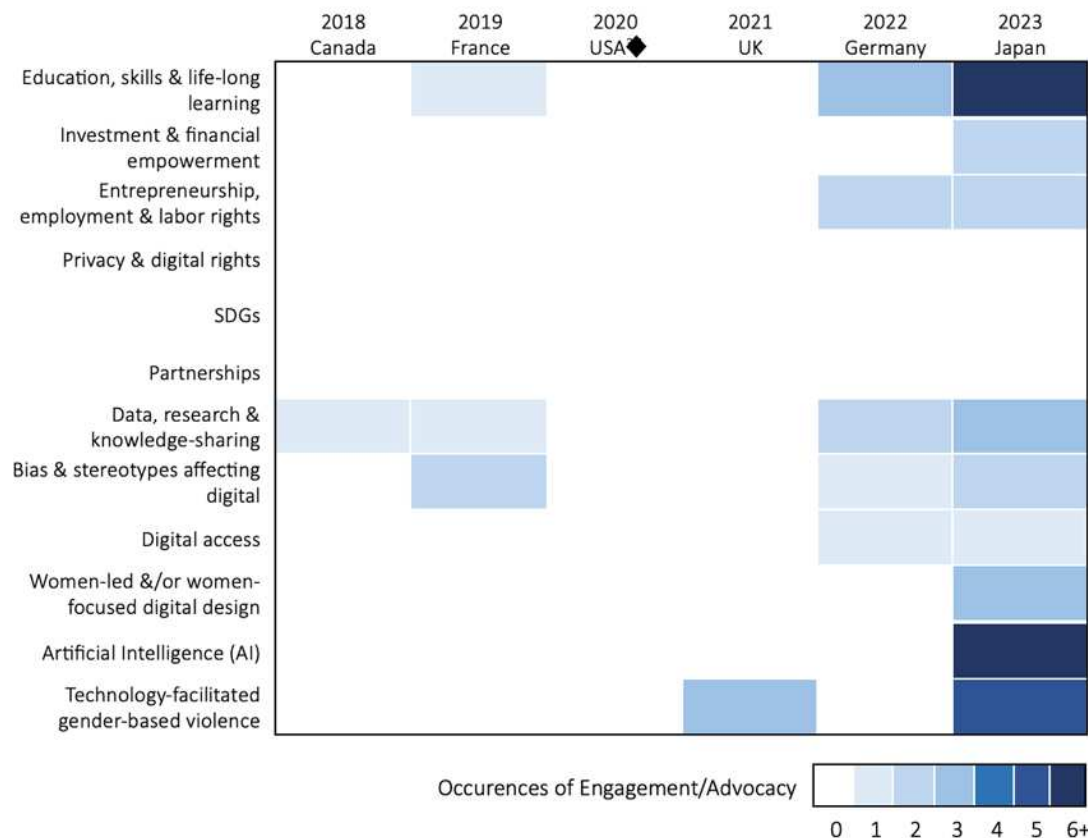 2018 2019 2020 2021 2022 2023
Canada France USA UK Germany Japan
Education, skills & life-long
learning
Investment & financial
empowerment
Entrepreneurship,
employment & labor rights
Privacy & digital rights
SDGs
Partnerships
Data, research &
knowledge-sharing
Bias & stereotypes affecting
digital
Digital access
Women-led &/or women-
focused digital design
Artificial Intelligence (AI)
Technology-facilitated
gender-based violence
Occurences of Engagement/Advocacy
0 1 2 3 4 5 6+